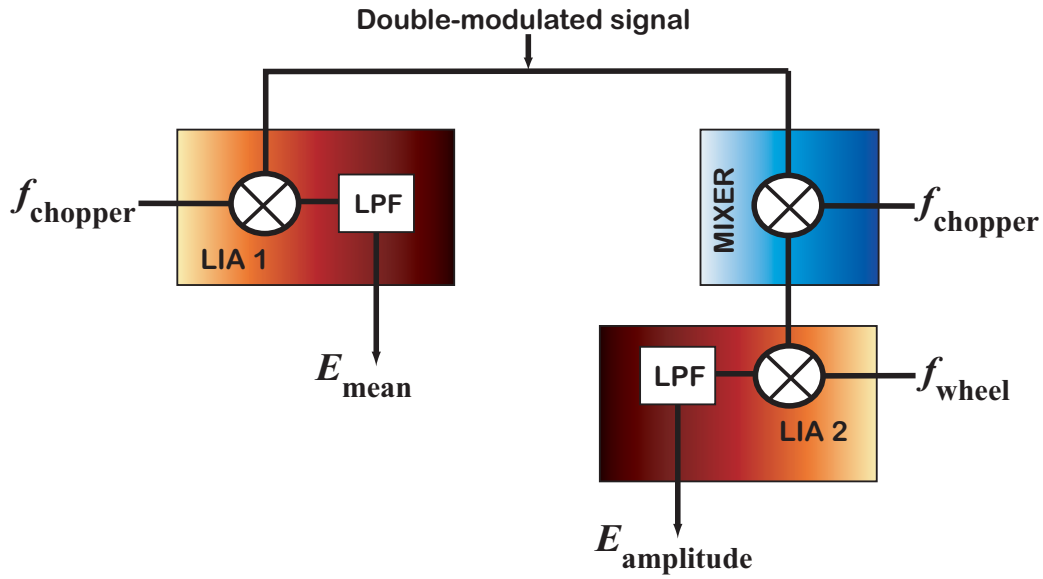 Double-modulated signal
f chopper
LPF
LIA 1
E mean
MIXER
f chopper
LPF
f wheel
LIA 2
E amplitude